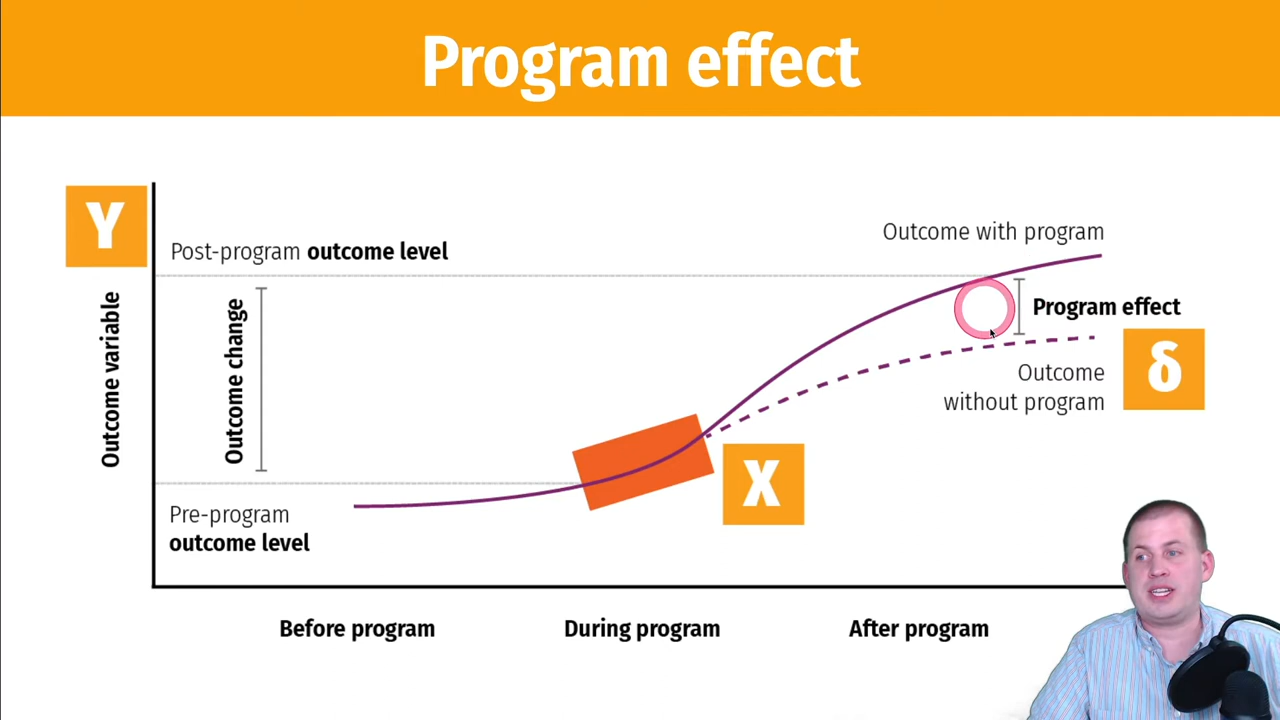 Program effect
Y
Post-program outcome level
Outcome with program
Outcome variable
Outcome change
Program effect
δ
Outcome
without program
X
Pre-program
outcome level
Before program
During program
After program